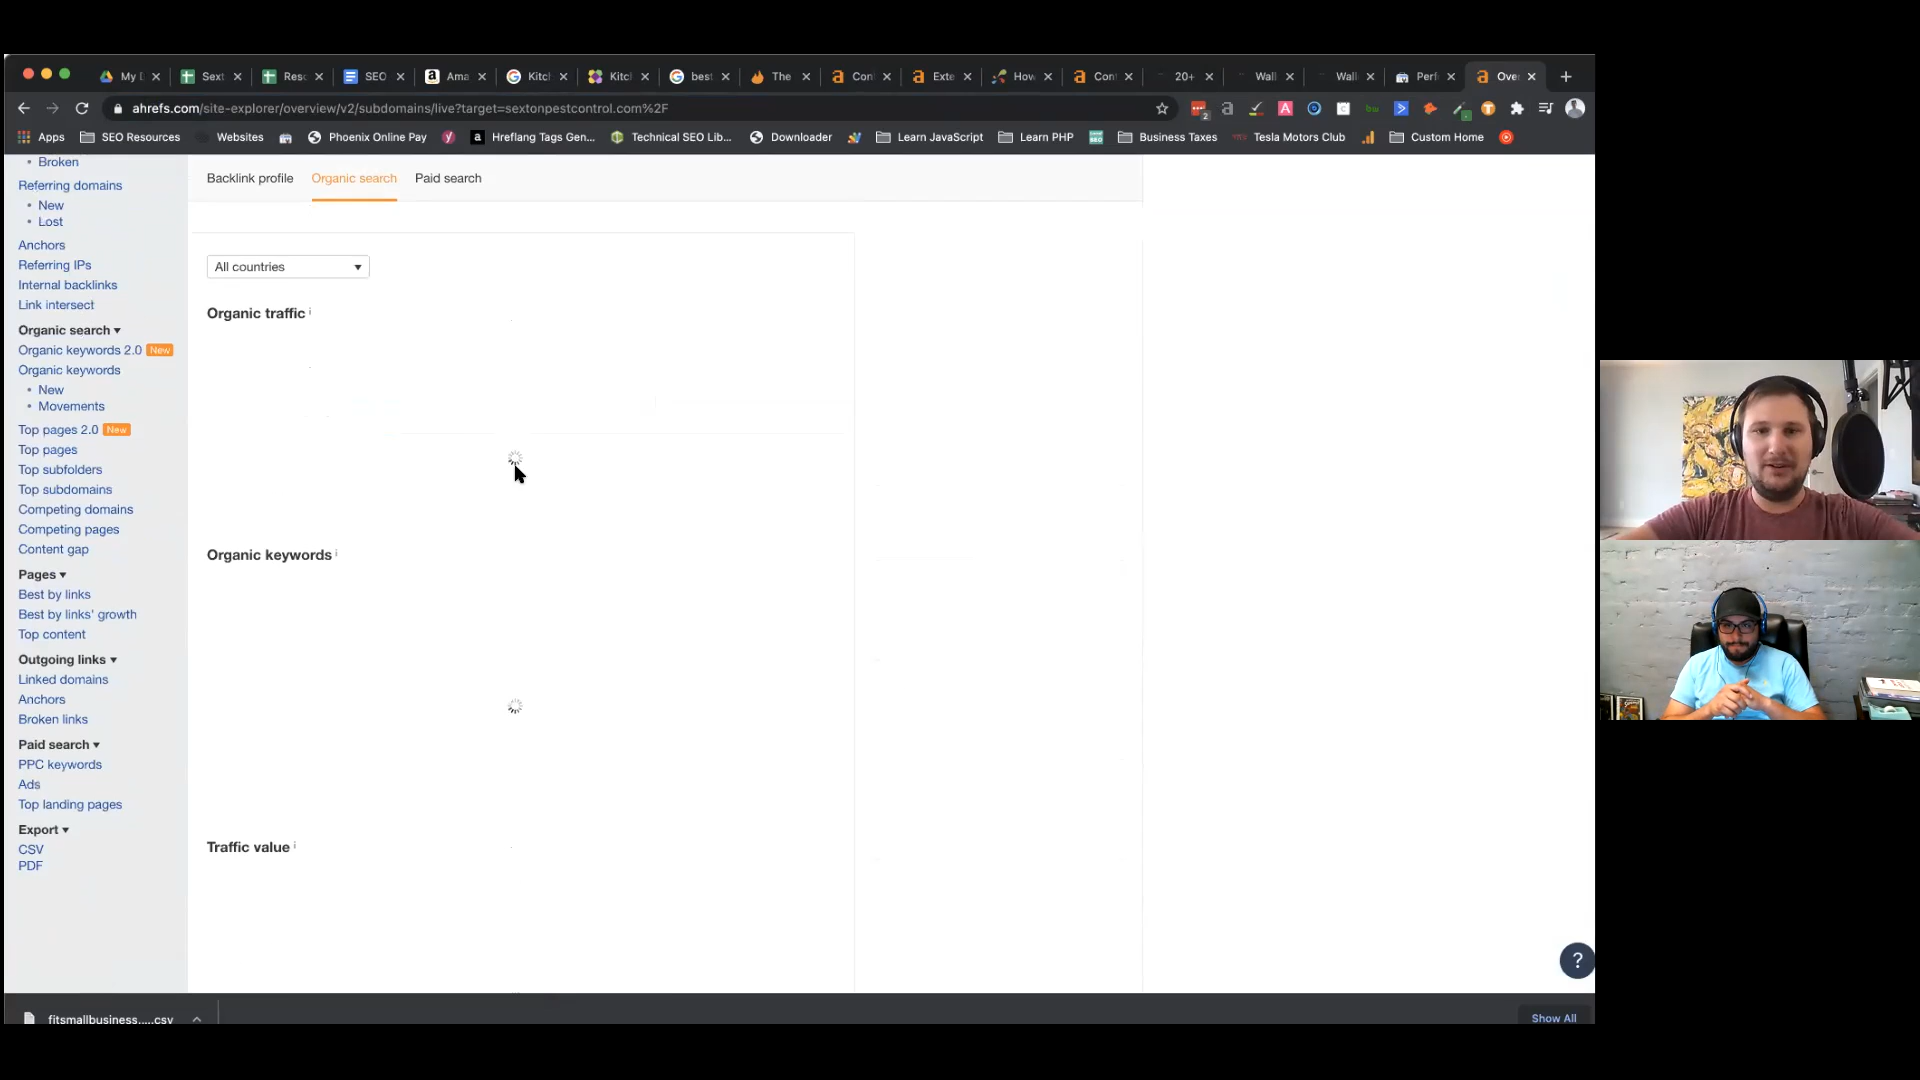 My
Sext
Resc
SEO
Ama
Kitch
Kitch
best
The
Con
Exte
How
Con
20+
Wall
Wall
Perf
Over
ahrefs.com/site-explorer/overview/v2/subdomains/live?target=sextonpestcontrol.com%2F
Apps
SEO Resources
Websites
Phoenix Online Pay
Hreflang Tags Gen...
Technical SEO Lib...
Downloader
Learn JavaScript
Learn PHP
Business Taxes
Tesla Motors Club
Custom Home
Broken
Referring domains
New
Lost
Anchors
Referring IPs
Internal backlinks
Link intersect
Organic search
Organic keywords 2.0 New
Organic keywords
New
Movements
Top pages 2.0 New
Top pages
Top subfolders
Top subdomains
Competing domains
Competing pages
Content gap
Pages
Best by links
Best by links' growth
Top content
Outgoing links
Linked domains
Anchors
Broken links
Paid search
PPC keywords
Ads
Top landing pages
Export
CSV
PDF
Backlink profile
Organic search
Paid search
All countries
Organic traffic i
Organic keywords i
Traffic value i
?
fitsmallbusiness.....csv
Show All